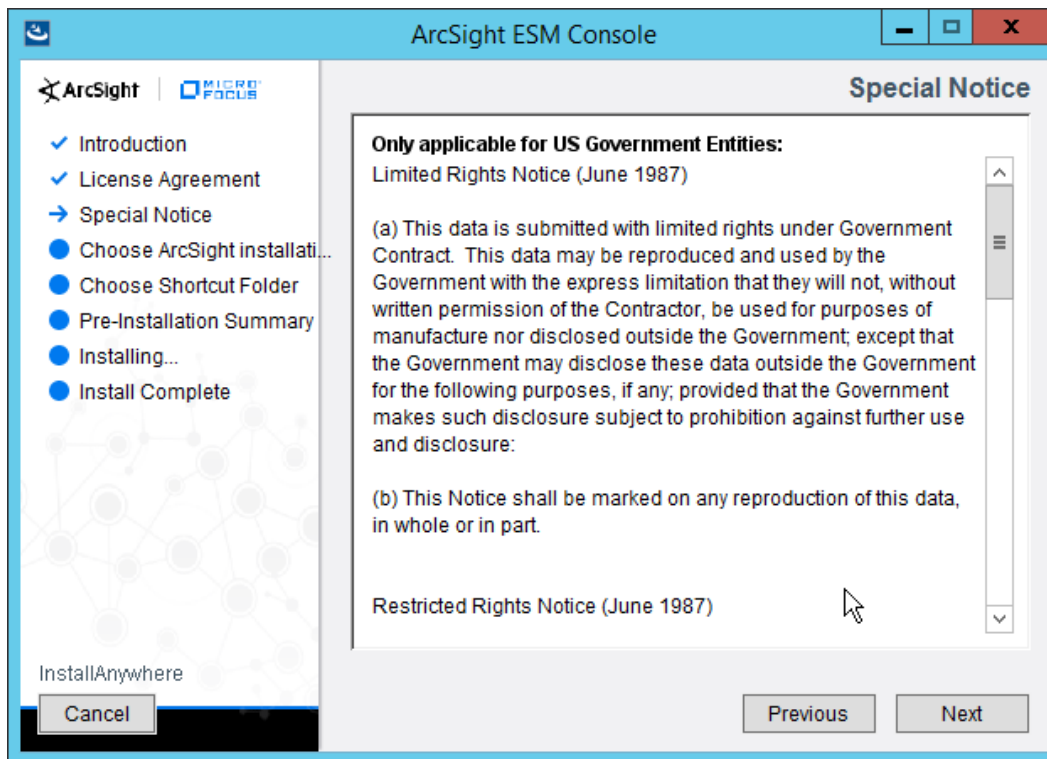 ArcSight ESM Console
ArcSight
MICRO
FOCUS
Special Notice
Introduction
License Agreement
Special Notice
Choose ArcSight installati...
Choose Shortcut Folder
Pre-Installation Summary
Installing...
Install Complete
Only applicable for US Government Entities:
Limited Rights Notice (June 1987)
(a) This data is submitted with limited rights under Government
Contract.  This data may be reproduced and used by the
Government with the express limitation that they will not, without
written permission of the Contractor, be used for purposes of
manufacture nor disclosed outside the Government; except that
the Government may disclose these data outside the Government
for the following purposes, if any; provided that the Government
makes such disclosure subject to prohibition against further use
and disclosure:
(b) This Notice shall be marked on any reproduction of this data,
in whole or in part.
Restricted Rights Notice (June 1987)
InstallAnywhere
Cancel
Previous
Next